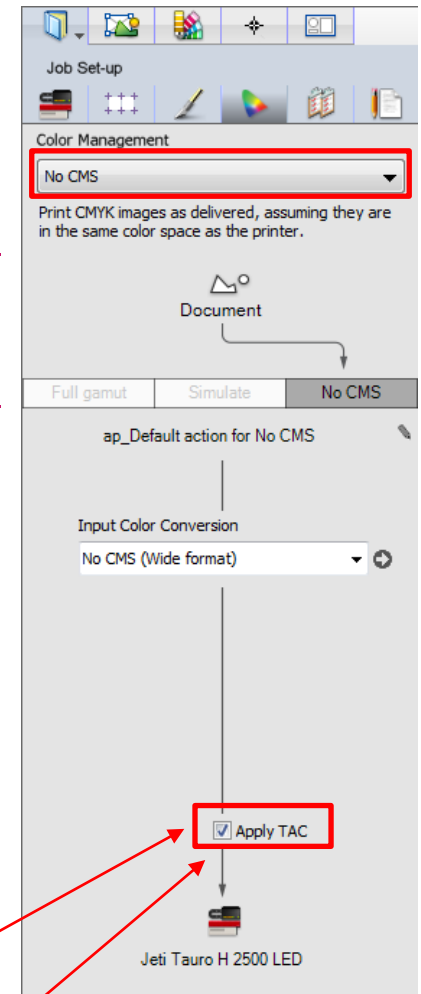 Job Set-up
Color Management
No CMS
Print CMYK images as delivered, assuming they are
in the same color space as the printer.
Document
Full gamut Simulate No CMS
ap_Default action for No CMS
Input Color Conversion
No CMS (Wide format)
Apply TAC
Jeti Tauro H 2500 LED